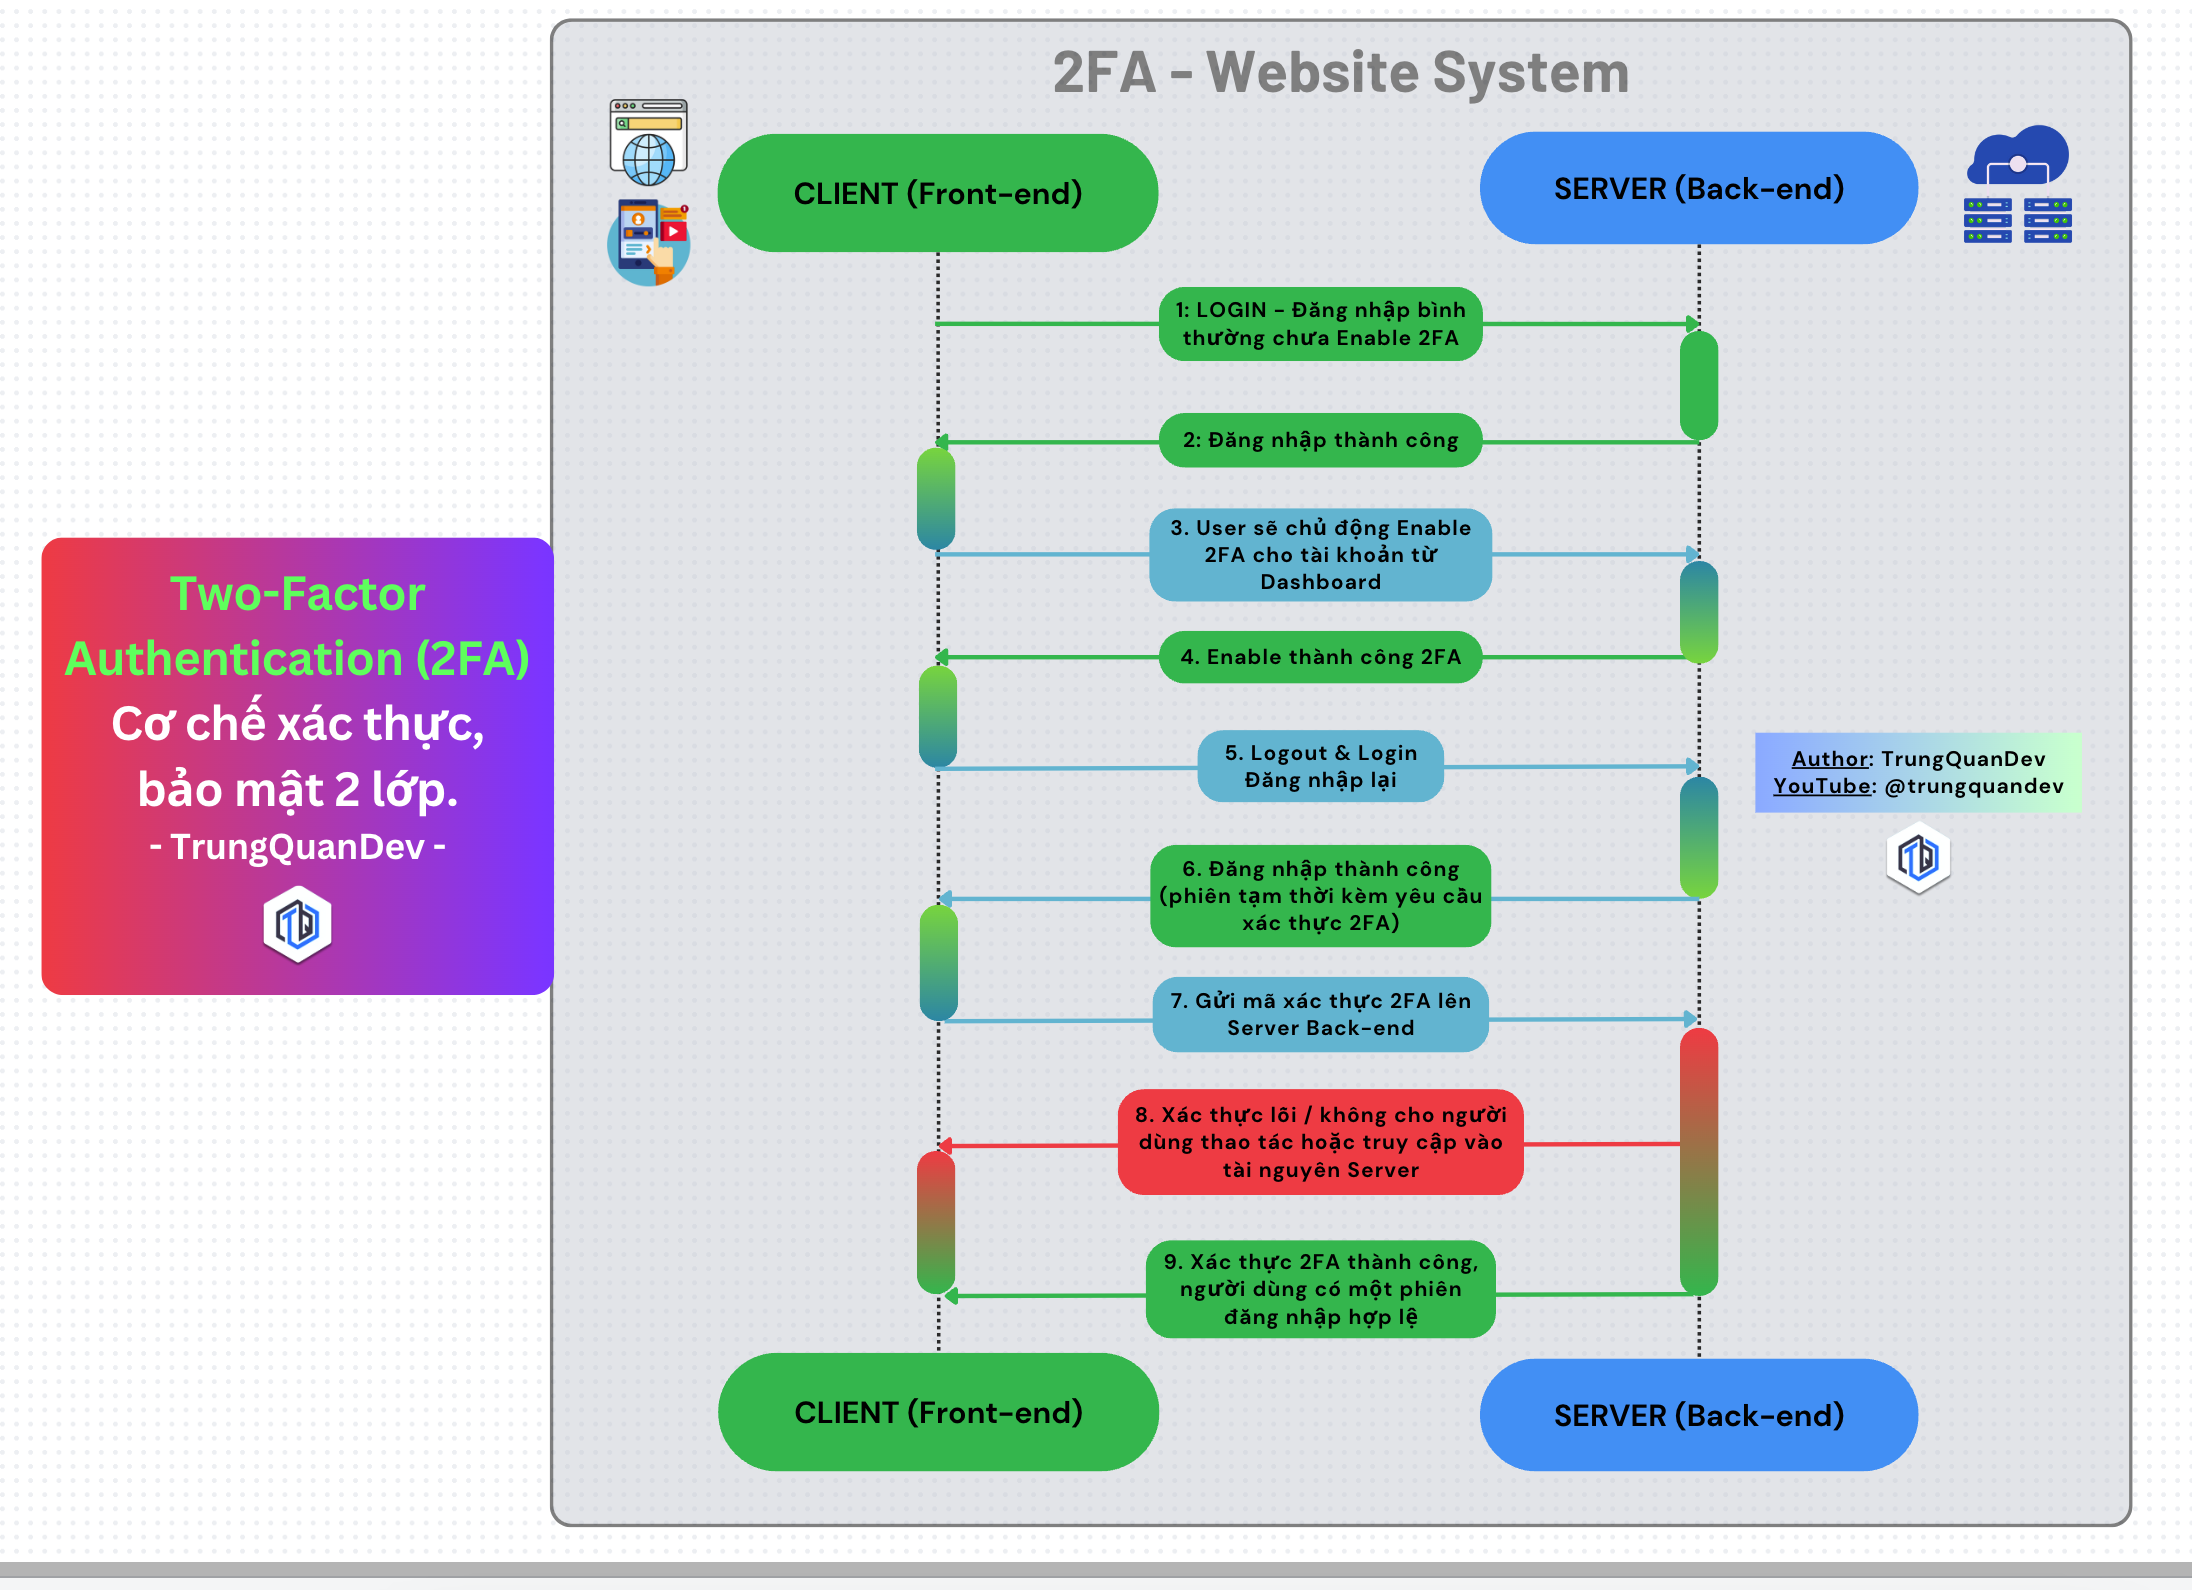 2FA - Website System
CLIENT (Front-end)
SERVER (Back-end)
1: LOGIN - Đăng nhập bình
thường chưa Enable 2FA
2: Đăng nhập thành công
3. User sẽ chủ động Enable
2FA cho tài khoản từ
Dashboard
4. Enable thành công 2FA
5. Logout & Login
Đăng nhập lại
6. Đăng nhập thành công
(phiên tạm thời kèm yêu cầu
xác thực 2FA)
7. Gửi mã xác thực 2FA lên
Server Back-end
8. Xác thực lỗi / không cho người
dùng thao tác hoặc truy cập vào
tài nguyên Server
9. Xác thực 2FA thành công,
người dùng có một phiên
đăng nhập hợp lệ
CLIENT (Front-end)
SERVER (Back-end)
Two-Factor
Authentication (2FA)
Cơ chế xác thực,
bảo mật 2 lớp.
- TrungQuanDev -
TQ
Author: TrungQuanDev
YouTube: @trungquandev
TQ